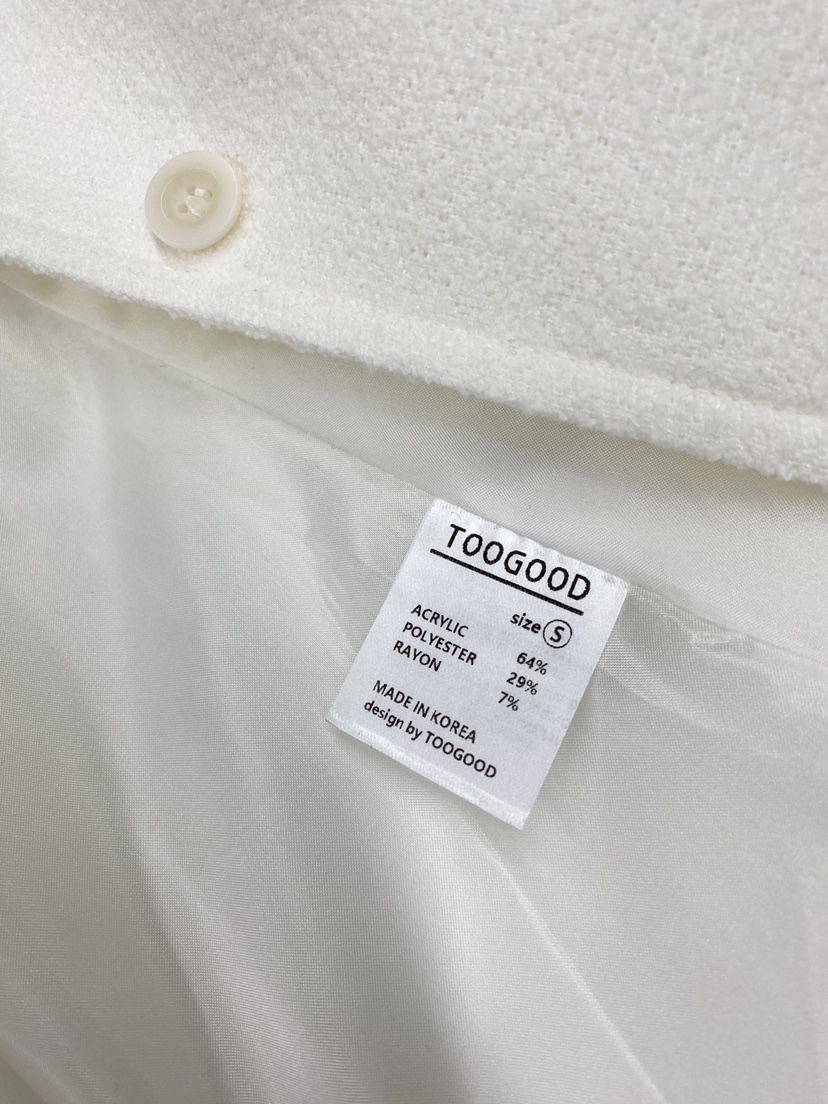 TOOGOOD
size S
ACRYLIC 64%
POLYESTER 29%
RAYON 7%
MADE IN KOREA
design by TOOGOOD